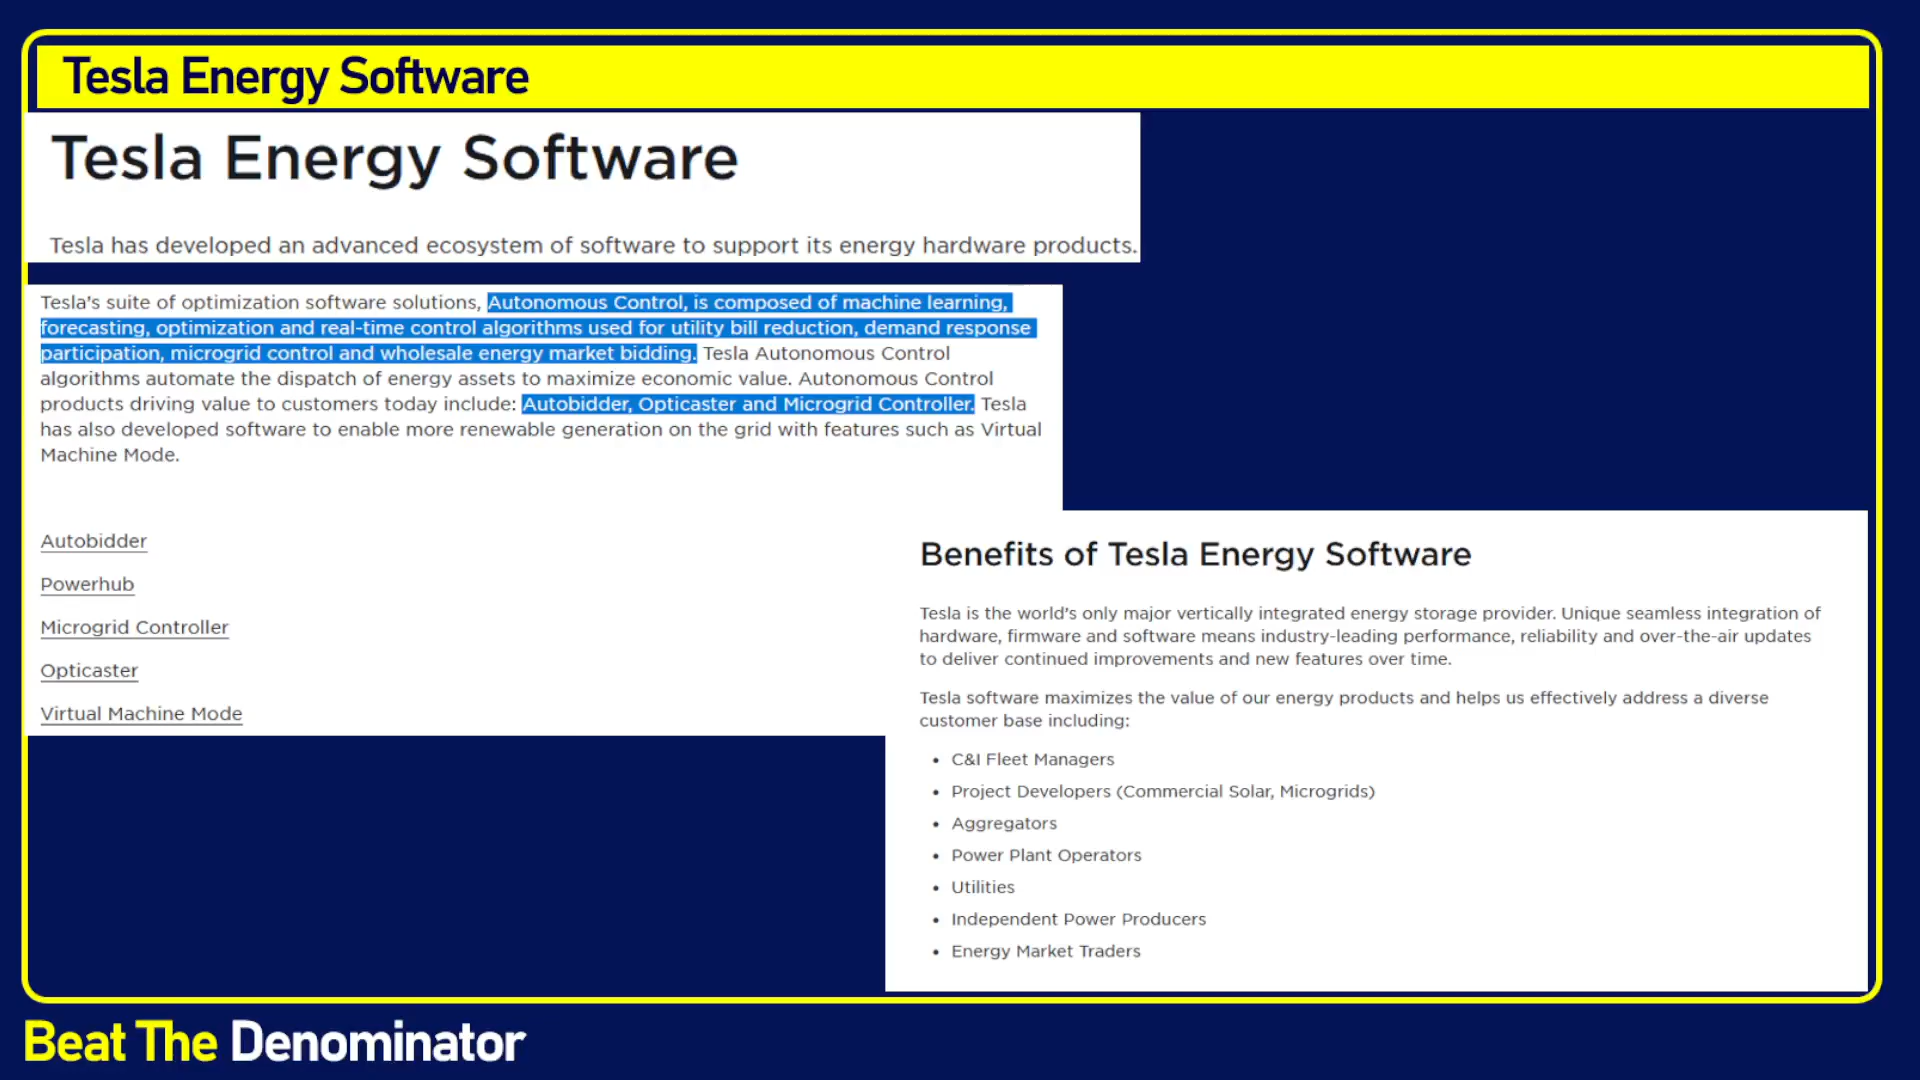 Tesla Energy Software
Tesla Energy Software
Tesla has developed an advanced ecosystem of software to support its energy hardware products.
Tesla's suite of optimization software solutions, Autonomous Control, is composed of machine learning,
forecasting, optimization and real-time control algorithms used for utility bill reduction, demand response
participation, microgrid control and wholesale energy market bidding. Tesla Autonomous Control
algorithms automate the dispatch of energy assets to maximize economic value. Autonomous Control
products driving value to customers today include: Autobidder, Opticaster and Microgrid Controller. Tesla
has also developed software to enable more renewable generation on the grid with features such as Virtual
Machine Mode.
Autobidder
Powerhub
Microgrid Controller
Opticaster
Virtual Machine Mode
Benefits of Tesla Energy Software
Tesla is the world's only major vertically integrated energy storage provider. Unique seamless integration of
hardware, firmware and software means industry-leading performance, reliability and over-the-air updates
to deliver continued improvements and new features over time.
Tesla software maximizes the value of our energy products and helps us effectively address a diverse
customer base including:
• C&I Fleet Managers
• Project Developers (Commercial Solar, Microgrids)
• Aggregators
• Power Plant Operators
• Utilities
• Independent Power Producers
• Energy Market Traders
Beat The Denominator